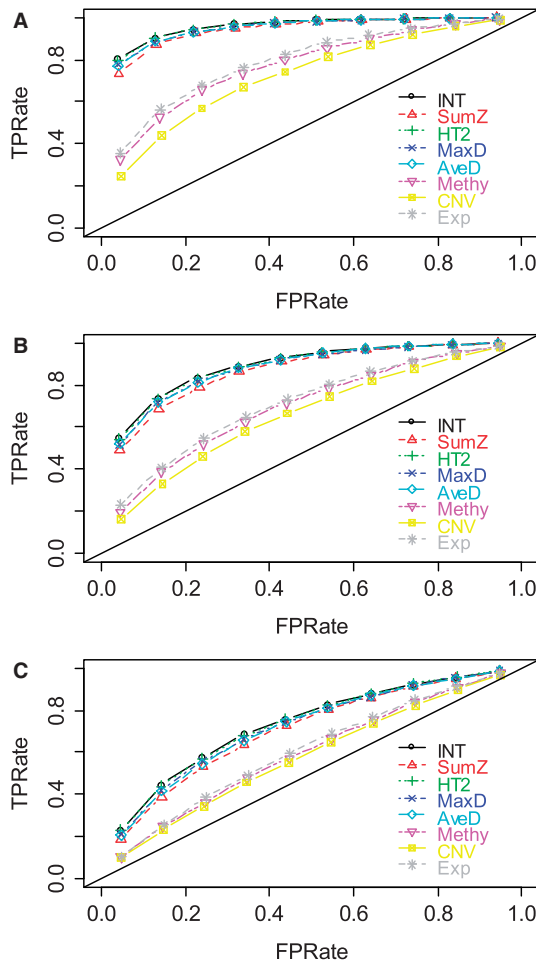 A
TPRate
0.0 0.4 0.8
INT
SumZ
HT2
MaxD
AveD
Methy
CNV
Exp
0.0 0.2 0.4 0.6 0.8 1.0
FPRate
B
TPRate
0.0 0.4 0.8
INT
SumZ
HT2
MaxD
AveD
Methy
CNV
Exp
0.0 0.2 0.4 0.6 0.8 1.0
FPRate
C
TPRate
0.0 0.4 0.8
INT
SumZ
HT2
MaxD
AveD
Methy
CNV
Exp
0.0 0.2 0.4 0.6 0.8 1.0
FPRate